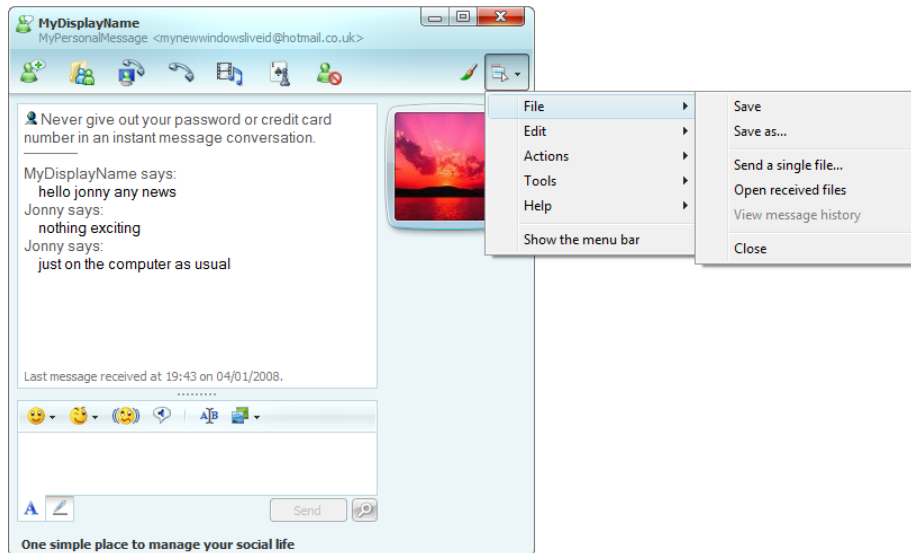 MyDisplayName
MyPersonalMessage <mynewwindowsliveid@hotmail.co.uk>
Never give out your password or credit card
number in an instant message conversation.
MyDisplayName says:
hello jonny any news
Jonny says:
nothing exciting
Jonny says:
just on the computer as usual
Last message received at 19:43 on 04/01/2008.
File
Edit
Actions
Tools
Help
Show the menu bar
Save
Save as...
Send a single file...
Open received files
View message history
Close
AB
A
Send
One simple place to manage your social life